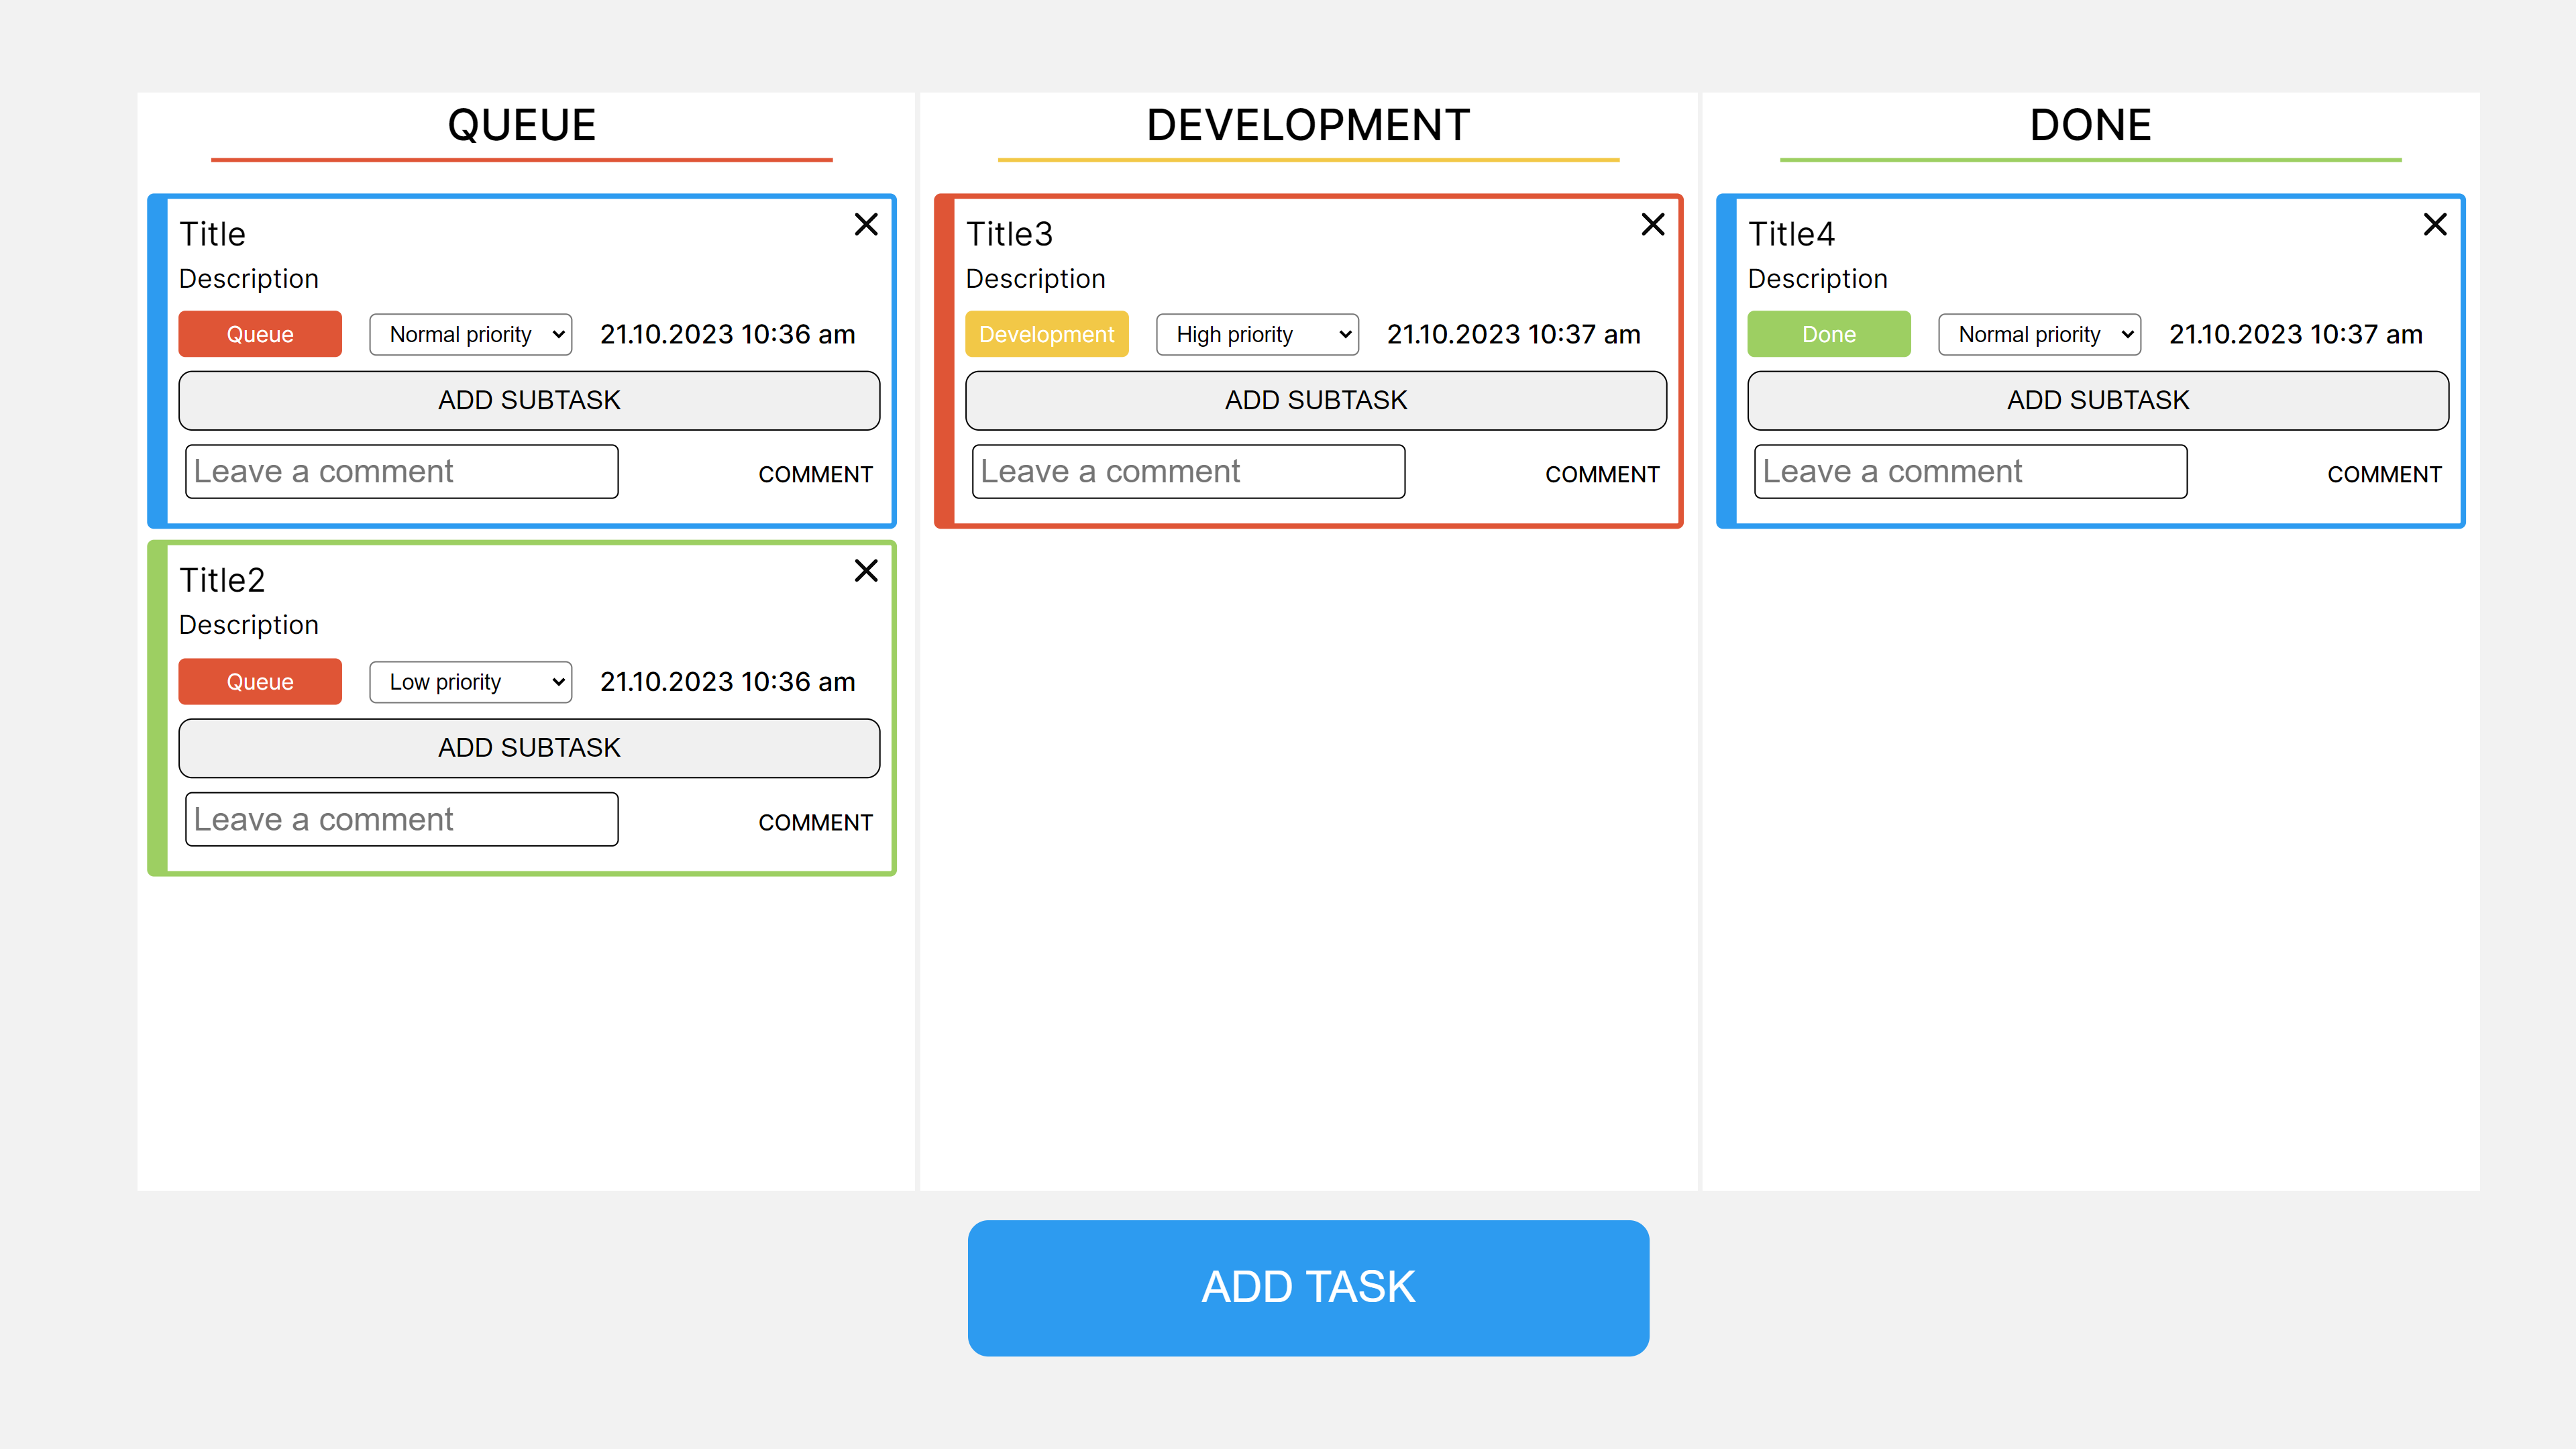 QUEUE
Title
Description
Queue
Normal priority
21.10.2023 10:36 am
ADD SUBTASK
Leave a comment
COMMENT
Title2
Description
Queue
Low priority
21.10.2023 10:36 am
ADD SUBTASK
Leave a comment
COMMENT
DEVELOPMENT
Title3
Description
Development
High priority
21.10.2023 10:37 am
ADD SUBTASK
Leave a comment
COMMENT
DONE
Title4
Description
Done
Normal priority
21.10.2023 10:37 am
ADD SUBTASK
Leave a comment
COMMENT
ADD TASK